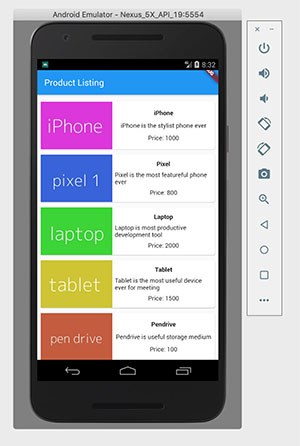 Android Emulator - Nexus_5X_API_19:5554
8:32
Product Listing
iPhone
iPhone
iPhone is the stylist phone ever
Price: 1000
pixel 1
Pixel
Pixel is the most featureful phone
ever
Price: 800
laptop
Laptop
Laptop is most productive
development tool
Price: 2000
tablet
Tablet
Tablet is the most useful device
ever for meeting
Price: 1500
pen drive
Pendrive
Pendrive is useful storage medium
Price: 100